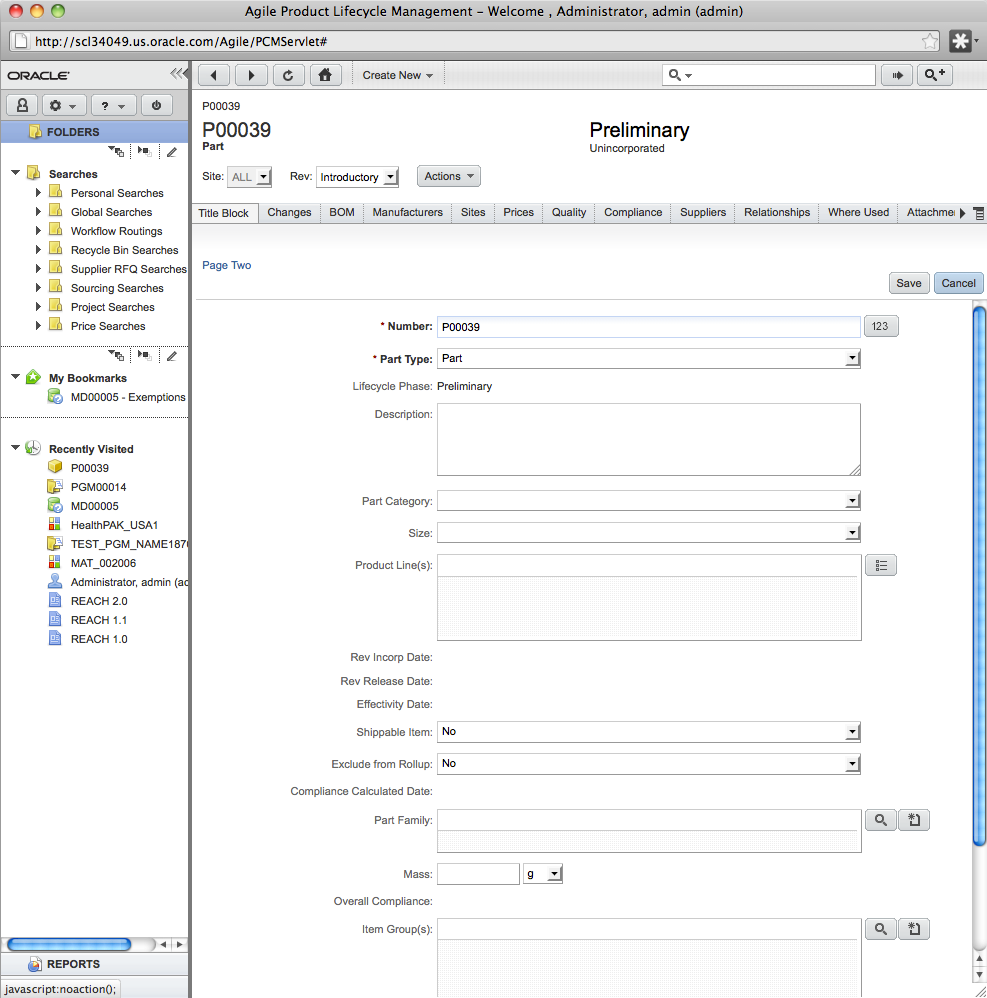 Agile Product Lifecycle Management – Welcome , Administrator, admin (admin)
http://scl34049.us.oracle.com/Agile/PCMServlet#
ORACLE
Create New
FOLDERS
Searches
Personal Searches
Global Searches
Workflow Routings
Recycle Bin Searches
Supplier RFQ Searches
Sourcing Searches
Project Searches
Price Searches
My Bookmarks
MD00005 - Exemptions
Recently Visited
P00039
PGM00014
MD00005
HealthPAK_USA1
TEST_PGM_NAME187
MAT_002006
Administrator, admin (ad
REACH 2.0
REACH 1.1
REACH 1.0
REPORTS
javascript:noaction();
P00039
P00039
Part
Preliminary
Unincorporated
Site: ALL Rev: Introductory Actions
Title Block Changes BOM Manufacturers Sites Prices Quality Compliance Suppliers Relationships Where Used Attachmen
Page Two
Save Cancel
* Number: P00039 123
* Part Type: Part
Lifecycle Phase: Preliminary
Description:
Part Category:
Size:
Product Line(s):
Rev Incorp Date:
Rev Release Date:
Effectivity Date:
Shippable Item: No
Exclude from Rollup: No
Compliance Calculated Date:
Part Family:
Mass: g
Overall Compliance:
Item Group(s):